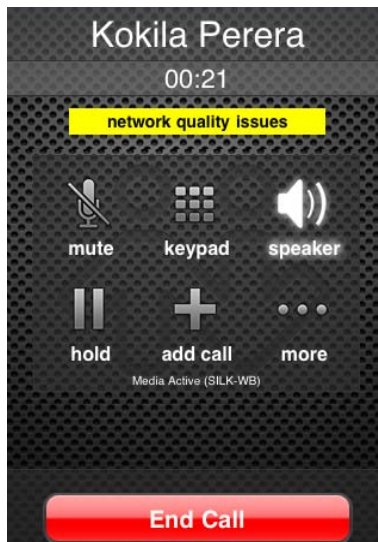 Kokila Perera
00:21
network quality issues
mute keypad speaker
hold add call more
Media Active (SILK-WB)
End Call